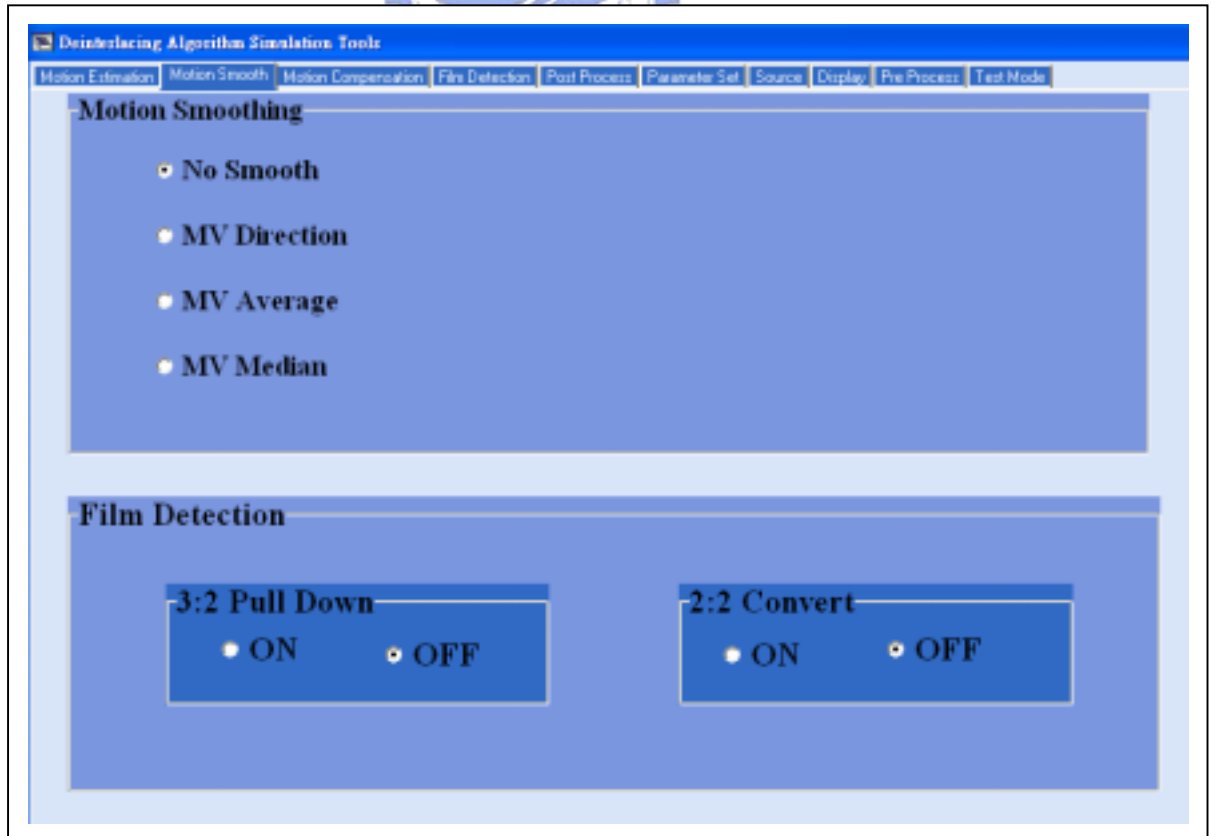 Deinterlacing Algorithm Simulation Tools
Motion Estimation Motion Smooth Motion Compensation Film Detection Post Process Parameter Set Source Display Pre Process Test Mode
Motion Smoothing
No Smooth
MV Direction
MV Average
MV Median
Film Detection
3:2 Pull Down
ON OFF
2:2 Convert
ON OFF